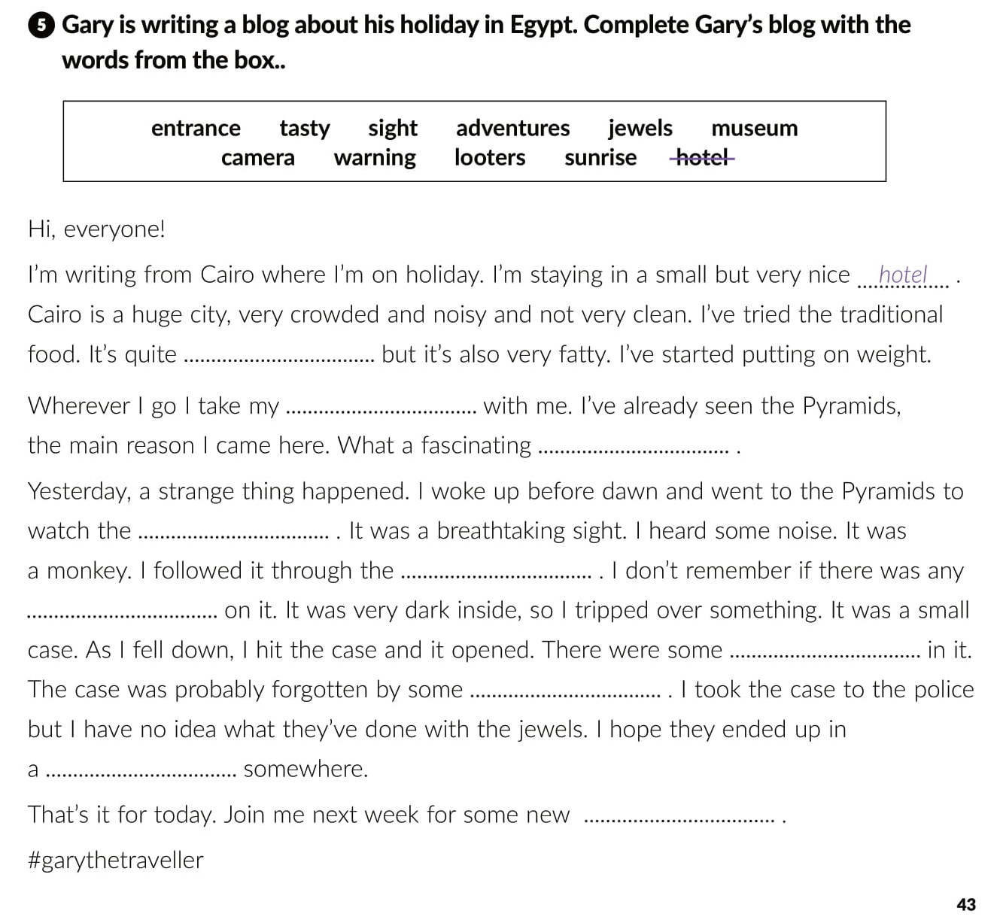 5 Gary is writing a blog about his holiday in Egypt. Complete Gary's blog with the
words from the box..
entrance tasty sight adventures jewels museum
camera warning looters sunrise hotel
Hi, everyone!
I'm writing from Cairo where I'm on holiday. I'm staying in a small but very nice ...hotel... .
Cairo is a huge city, very crowded and noisy and not very clean. I've tried the traditional
food. It's quite ................................... but it's also very fatty. I've started putting on weight.
Wherever I go I take my ................................... with me. I've already seen the Pyramids,
the main reason I came here. What a fascinating ................................... .
Yesterday, a strange thing happened. I woke up before dawn and went to the Pyramids to
watch the ................................... . It was a breathtaking sight. I heard some noise. It was
a monkey. I followed it through the ................................... . I don't remember if there was any
................................... on it. It was very dark inside, so I tripped over something. It was a small
case. As I fell down, I hit the case and it opened. There were some ................................... in it.
The case was probably forgotten by some ................................... . I took the case to the police
but I have no idea what they've done with the jewels. I hope they ended up in
a ................................... somewhere.
That's it for today. Join me next week for some new ................................... .
#garythetraveller
43